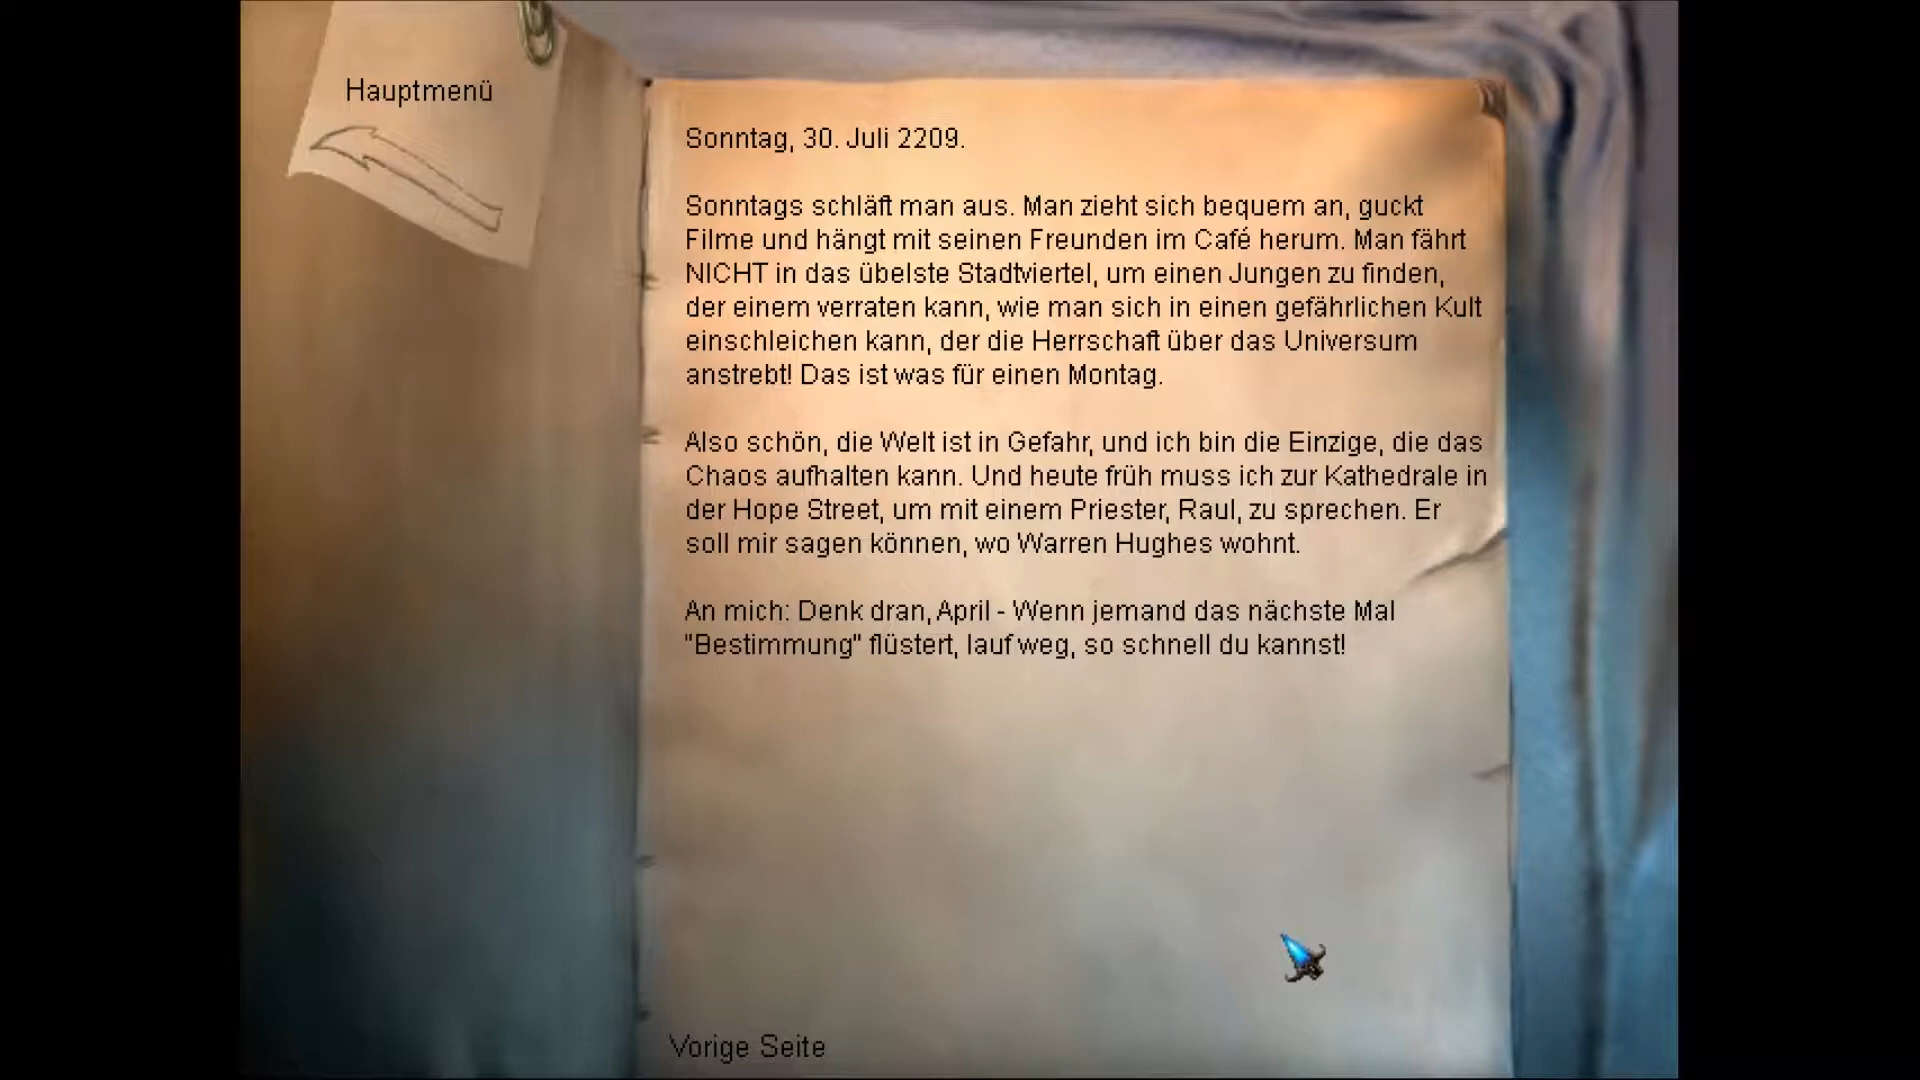 Hauptmenü
Sonntag, 30. Juli 2209.
Sonntags schläft man aus. Man zieht sich bequem an, guckt
Filme und hängt mit seinen Freunden im Café herum. Man fährt
NICHT in das übelste Stadtviertel, um einen Jungen zu finden,
der einem verraten kann, wie man sich in einen gefährlichen Kult
einschleichen kann, der die Herrschaft über das Universum
anstrebt! Das ist was für einen Montag.
Also schön, die Welt ist in Gefahr, und ich bin die Einzige, die das
Chaos aufhalten kann. Und heute früh muss ich zur Kathedrale in
der Hope Street, um mit einem Priester, Raul, zu sprechen. Er
soll mir sagen können, wo Warren Hughes wohnt.
An mich: Denk dran, April - Wenn jemand das nächste Mal
"Bestimmung" flüstert, lauf weg, so schnell du kannst!
Vorige Seite